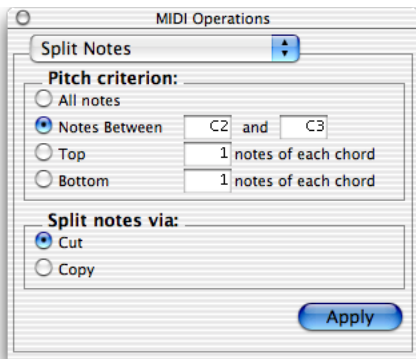 MIDI Operations
Split Notes
Pitch criterion:
All notes
Notes Between C2 and C3
Top 1 notes of each chord
Bottom 1 notes of each chord
Split notes via:
Cut
Copy
Apply